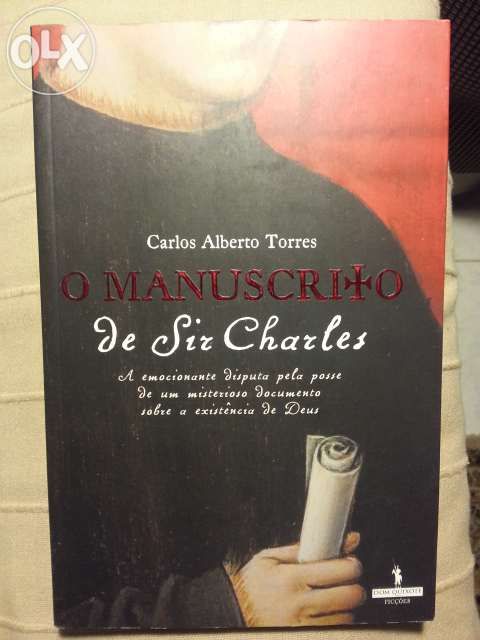 OLX
Carlos Alberto Torres
O MANUSCRITO
de Sir Charles
A emocionante disputa pela posse
de um misterioso documento
sobre a existência de Deus
DOM QUIXOTE
FICÇÕES